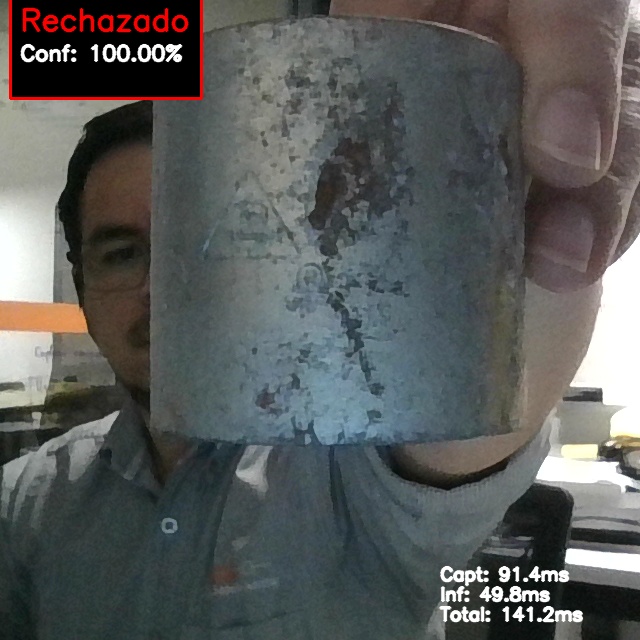 Rechazado
Conf: 100.00%
Capt: 91.4ms
Inf: 49.8ms
Total: 141.2ms